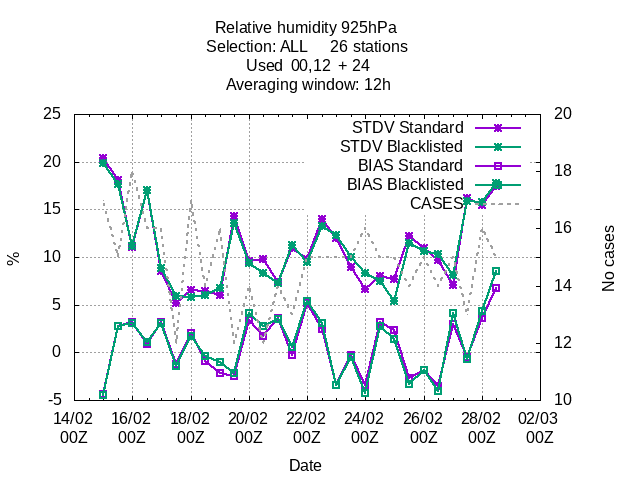 Relative humidity 925hPa
Selection: ALL 26 stations
Used 00,12 + 24
Averaging window: 12h
25 20
STDV Standard
STDV Blacklisted
20 18
BIAS Standard
BIAS Blacklisted
CASES
15 16
10 14
5
0 12
-5 10
%
No cases
14/02 16/02 18/02 20/02 22/02 24/02 26/02 28/02 02/03
00Z 00Z 00Z 00Z 00Z 00Z 00Z 00Z 00Z
Date